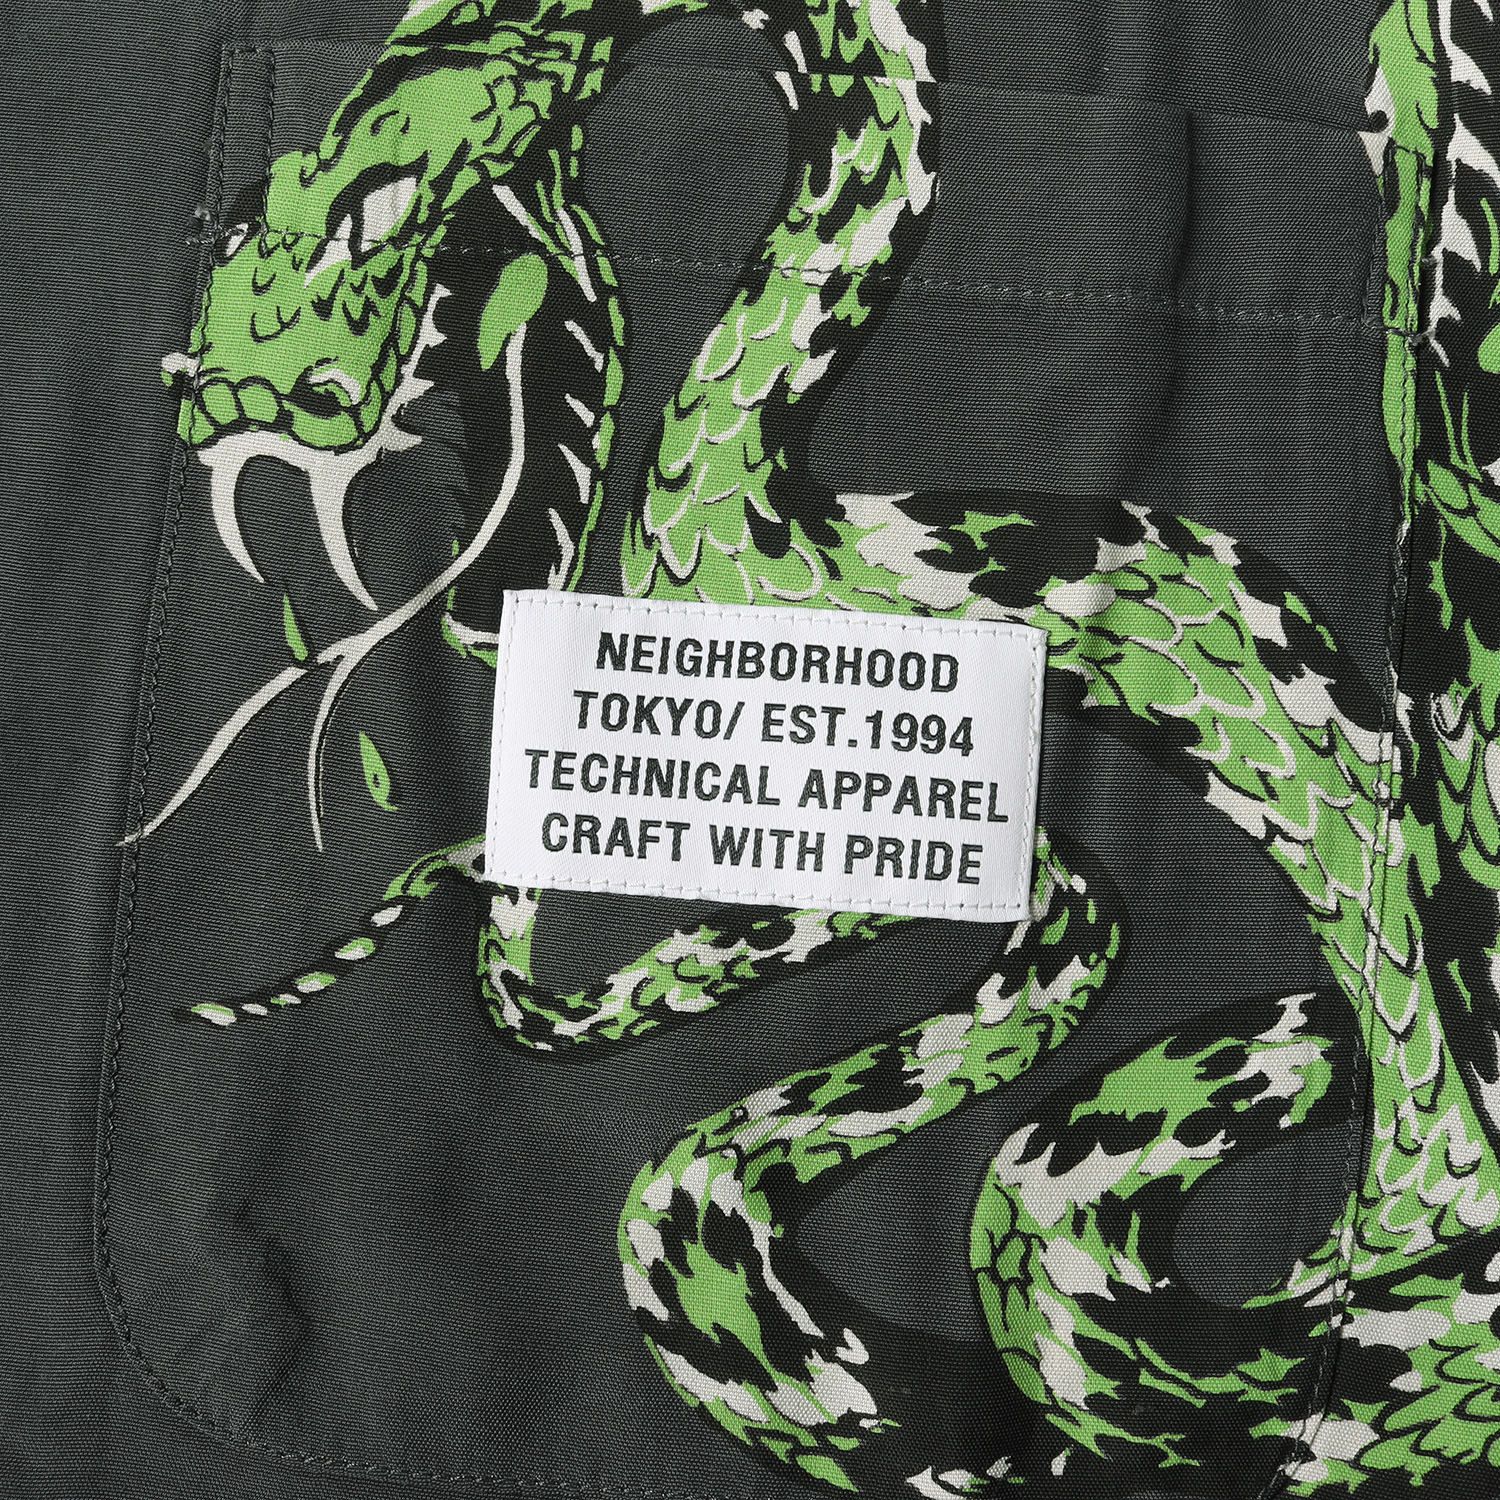 NEIGHBORHOOD
TOKYO/ EST.1994
TECHNICAL APPAREL
CRAFT WITH PRIDE